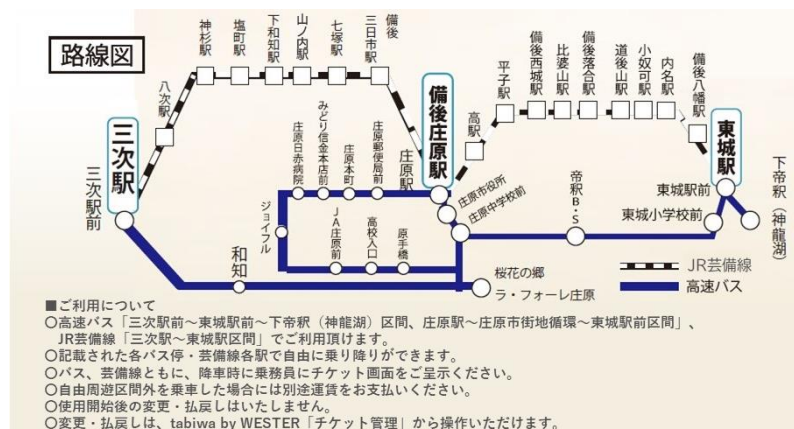 路線図
三次駅
三次駅前
八次駅
神杉駅
塩町駅
下和知駅
山ノ内駅
七塚駅
備後
三日市駅
備後庄原駅
庄原駅
高駅
平子駅
備後西城駅
比婆山駅
備後落合駅
道後山駅
小奴可駅
内名駅
備後八幡駅
東城駅
東城駅前
東城小学校前
下帝釈（神龍湖）
帝釈B・S
庄原市役所
庄原中学校前
庄原日赤病院
みどり信金本店前
庄原本町
庄原郵便局前
ジョイフル
JA庄原前
高校入口
原手橋
和知
桜花の郷
ラ・フォーレ庄原
JR芸備線
高速バス
■ご利用について
〇高速バス「三次駅前～東城駅前～下帝釈（神龍湖）区間、庄原駅～庄原市街地循環～東城駅前区間」、
JR芸備線「三次駅～東城駅区間」でご利用頂けます。
〇記載された各バス停・芸備線各駅で自由に乗り降りができます。
〇バス、芸備線ともに、降車時に乗務員にチケット画面をご呈示ください。
〇自由周遊区間外を乗車した場合には別途運賃をお支払いください。
〇使用開始後の変更・払戻しはいたしません。
〇変更・払戻しは、tabiwa by WESTER「チケット管理」から操作いただけます。